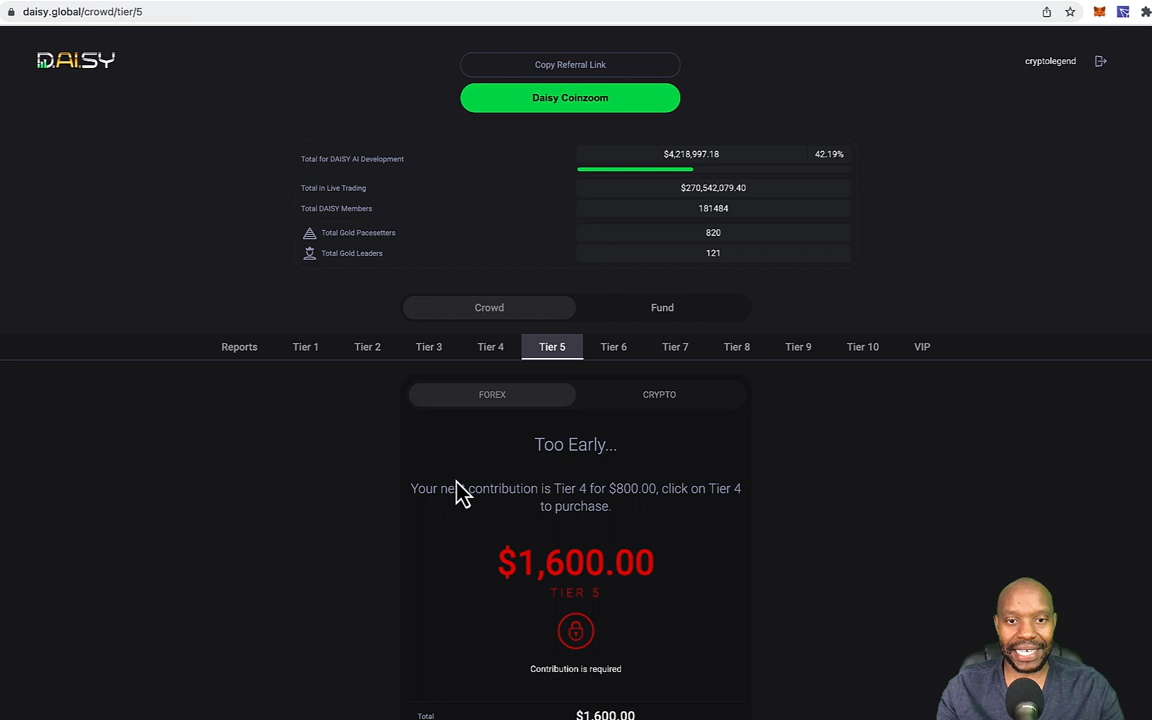 daisy.global/crowd/tier/5
D.AI.SY
Copy Referral Link
cryptolegend
Daisy Coinzoom
Total for DAISY AI Development $4,218,997.18 42.19%
Total in Live Trading $270,542,079.40
Total DAISY Members 181484
Total Gold Pacesetters 820
Total Gold Leaders 121
Crowd Fund
Reports Tier 1 Tier 2 Tier 3 Tier 4 Tier 5 Tier 6 Tier 7 Tier 8 Tier 9 Tier 10 VIP
FOREX CRYPTO
Too Early...
Your next contribution is Tier 4 for $800.00, click on Tier 4
to purchase.
$1,600.00
TIER 5
Contribution is required
Total $1,600.00